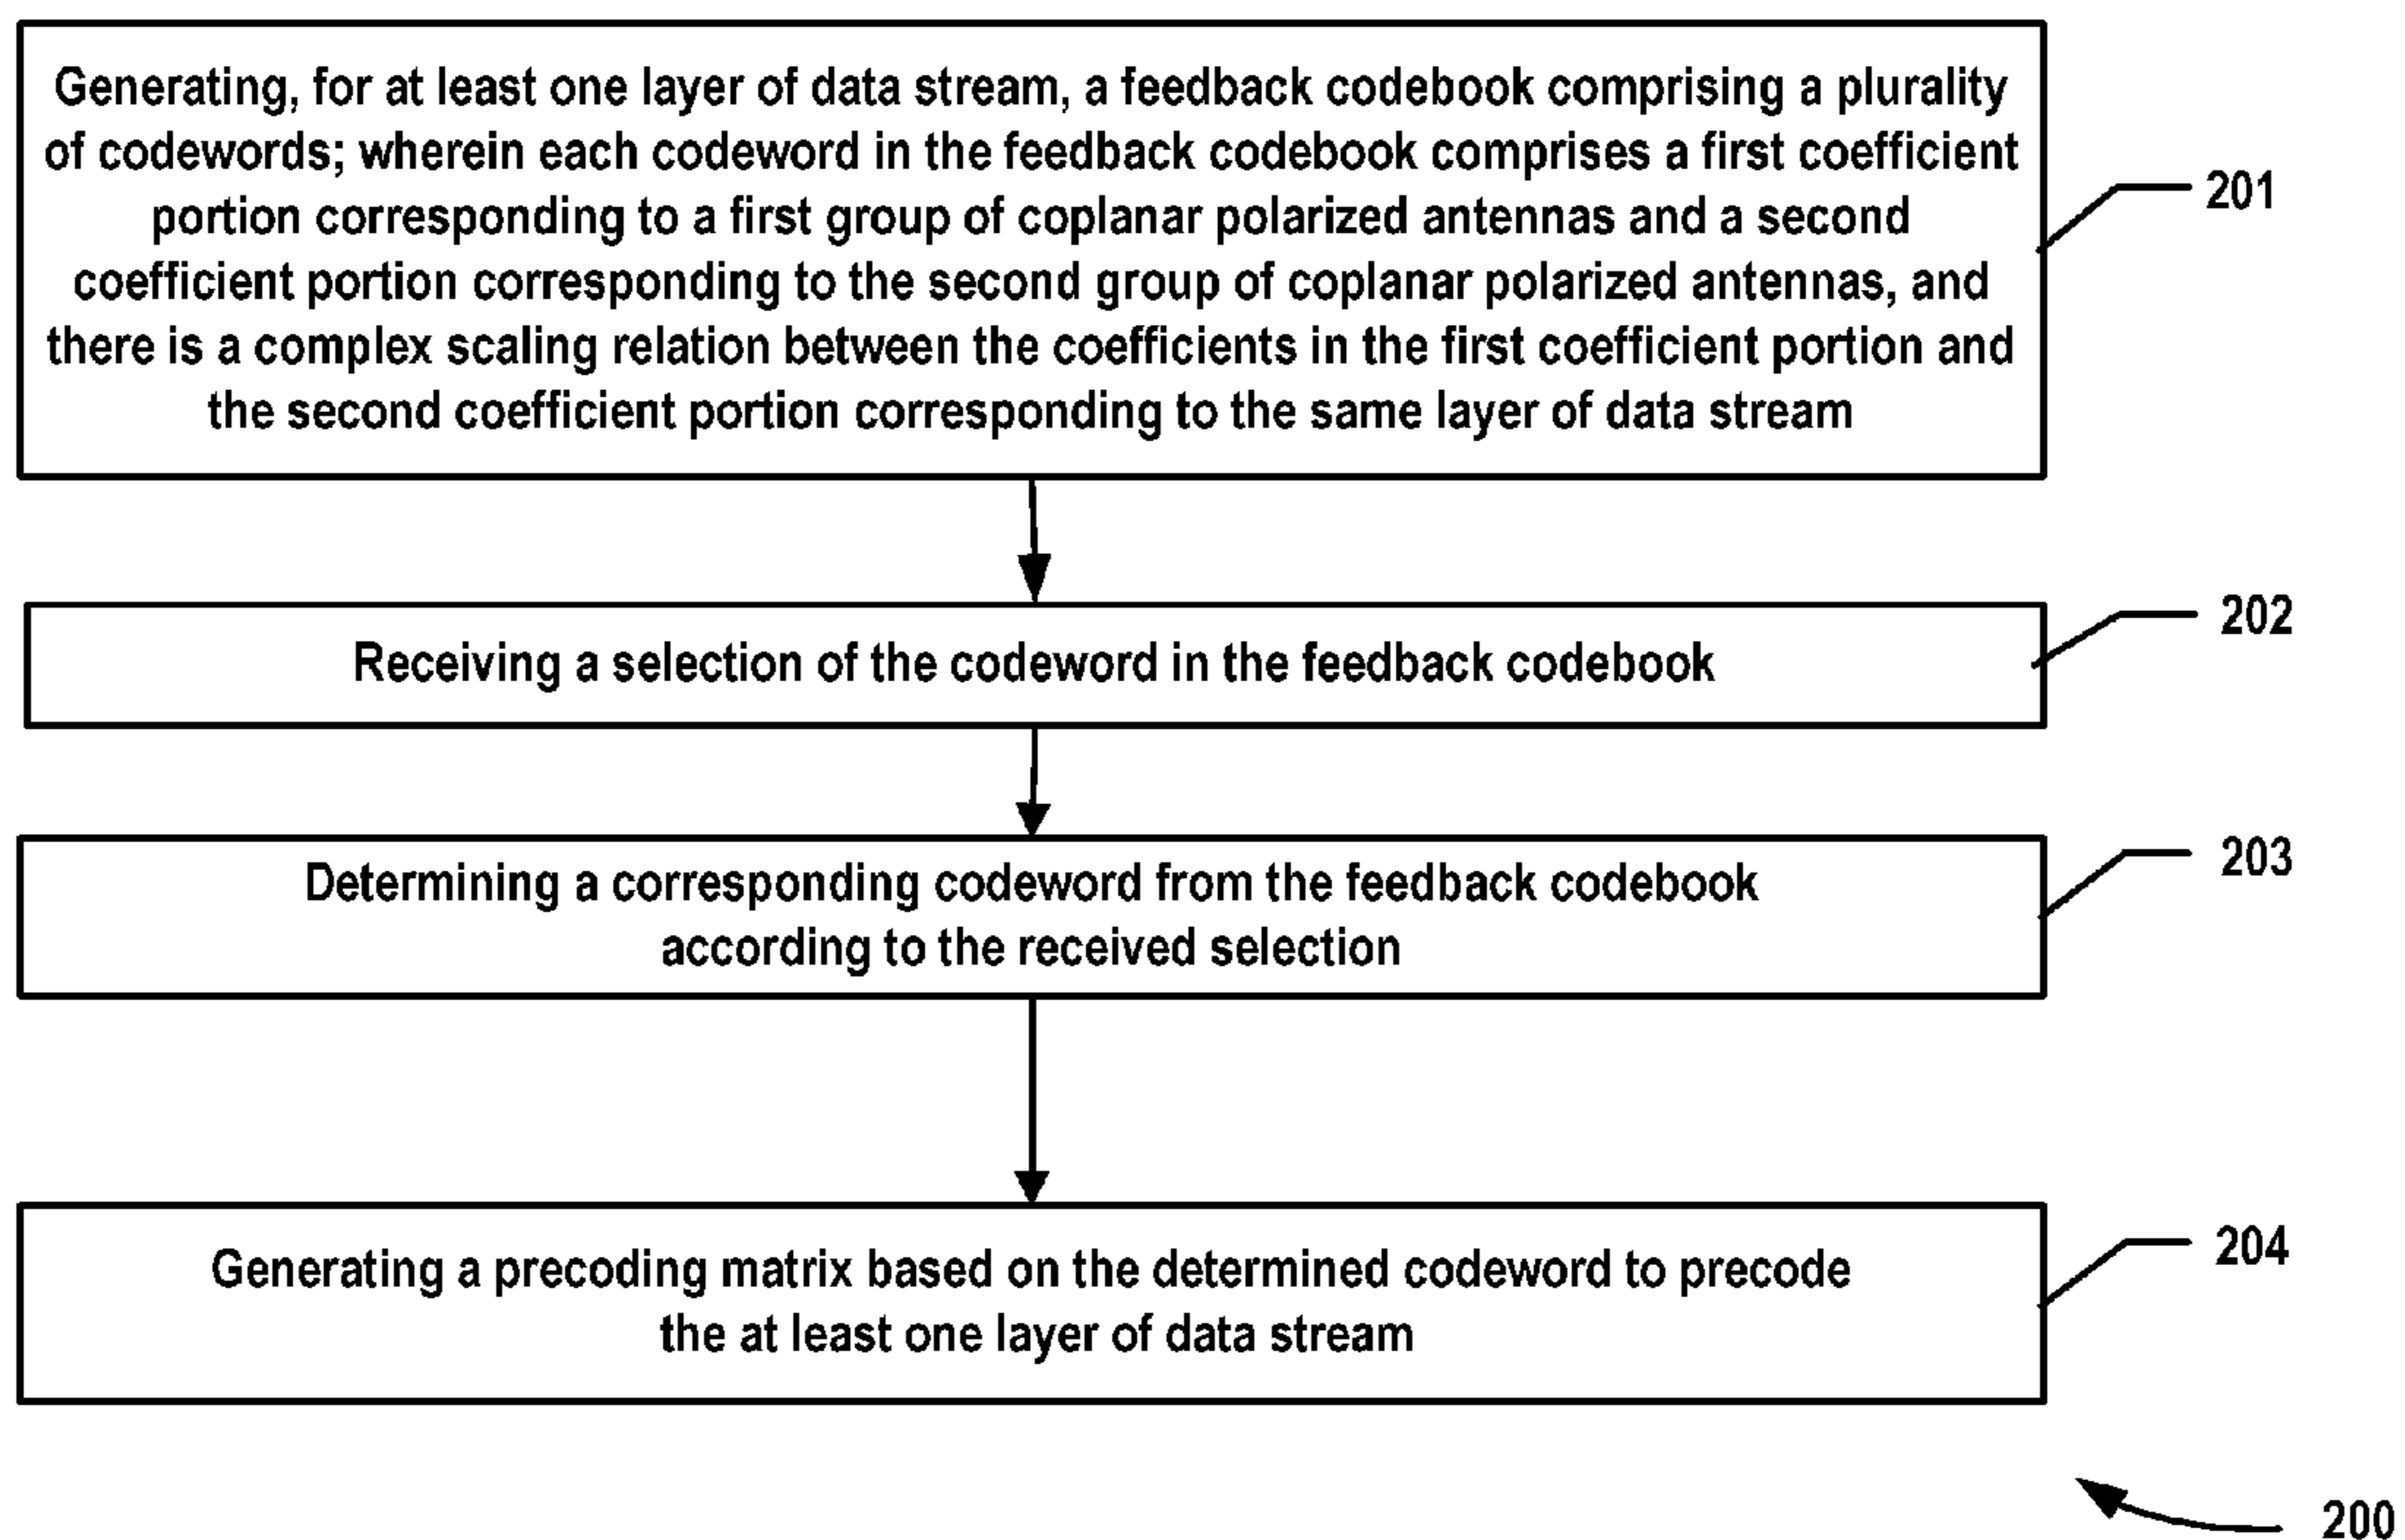 Generating, for at least one layer of data stream, a feedback codebook comprising a plurality
of codewords; wherein each codeword in the feedback codebook comprises a first coefficient
portion corresponding to a first group of coplanar polarized antennas and a second
coefficient portion corresponding to the second group of coplanar polarized antennas, and
there is a complex scaling relation between the coefficients in the first coefficient portion and
the second coefficient portion corresponding to the same layer of data stream
201
Receiving a selection of the codeword in the feedback codebook
202
Determining a corresponding codeword from the feedback codebook
according to the received selection
203
Generating a precoding matrix based on the determined codeword to precode
the at least one layer of data stream
204
200